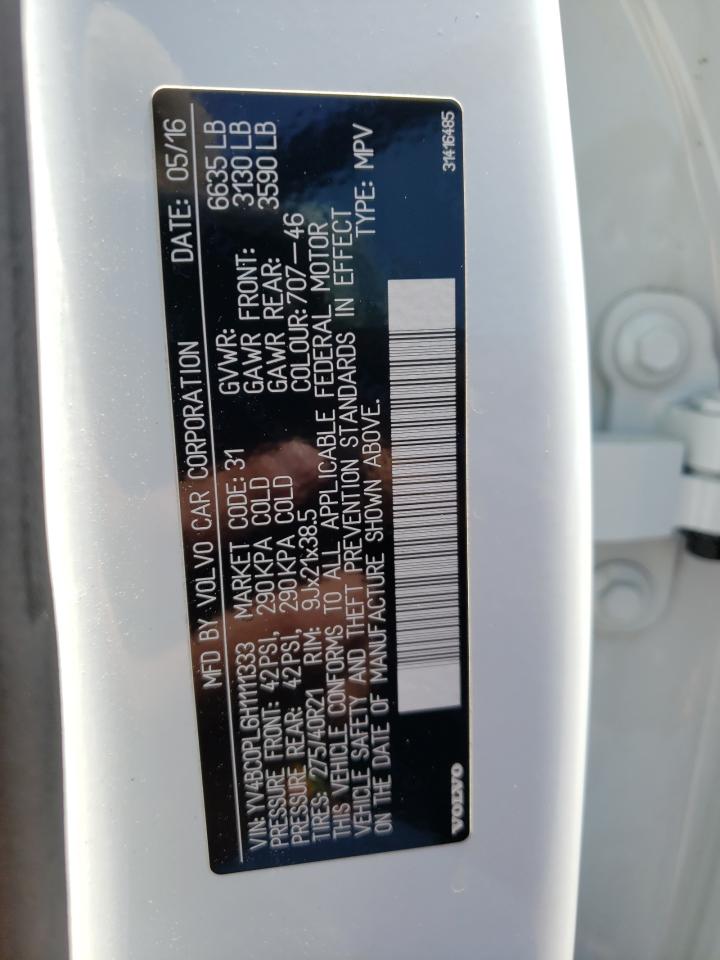 MFD BY VOLVO CAR CORPORATION DATE: 05/16
VIN: YV4BC0PL6H1111333 MARKET CODE: 31 GVWR: 6635 LB
PRESSURE FRONT: 42PSI, 290KPA COLD GAWR FRONT: 3130 LB
PRESSURE REAR: 42PSI, 290KPA COLD GAWR REAR: 3590 LB
TIRES: 275/40R21 RIM: 9Jx21x38.5 COLOUR: 707-46
THIS VEHICLE CONFORMS TO ALL APPLICABLE FEDERAL MOTOR
VEHICLE SAFETY AND THEFT PREVENTION STANDARDS IN EFFECT
ON THE DATE OF MANUFACTURE SHOWN ABOVE. TYPE: MPV
VOLVO 31416485